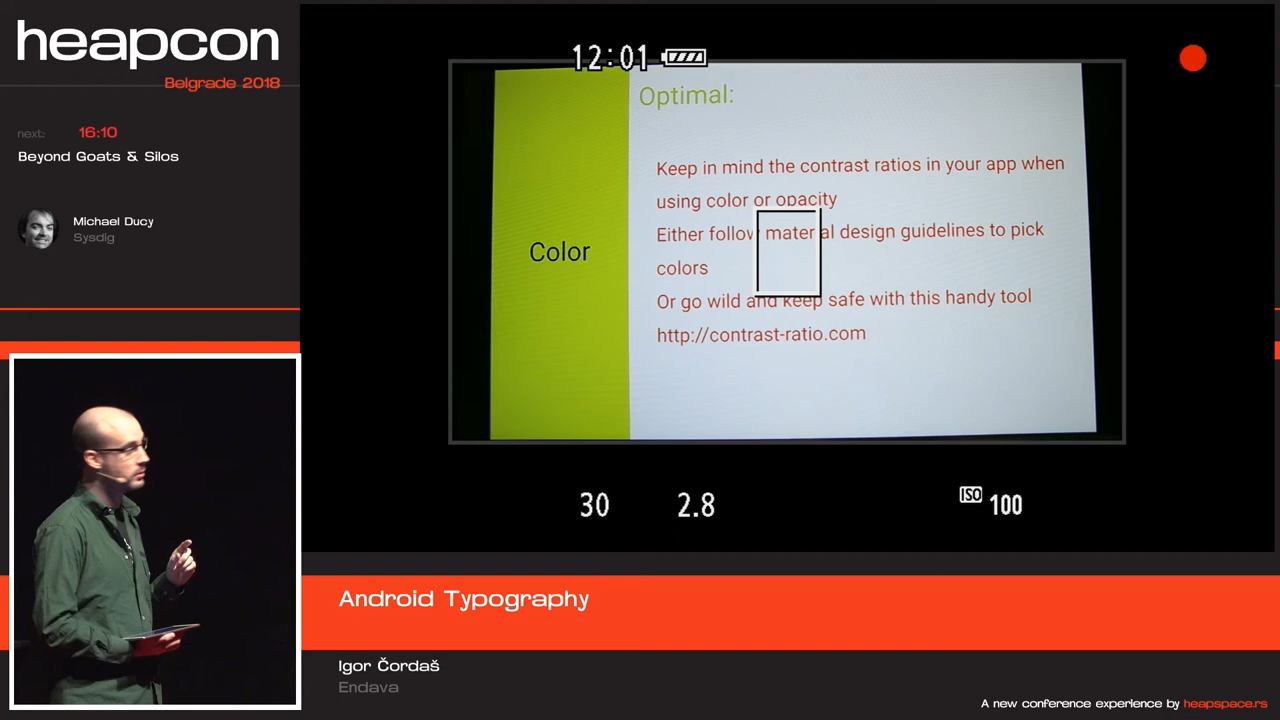 heapcon
Belgrade 2018
next: 16:10
Beyond Goats & Silos
Michael Ducy
Sysdig
12:01
Optimal:
Keep in mind the contrast ratios in your app when
using color or opacity
Either follow material design guidelines to pick
colors
Or go wild and keep safe with this handy tool
http://contrast-ratio.com
Color
30 2.8 ISO 100
Android Typography
Igor Čordaš
Endava
A new conference experience by heapspace.rs